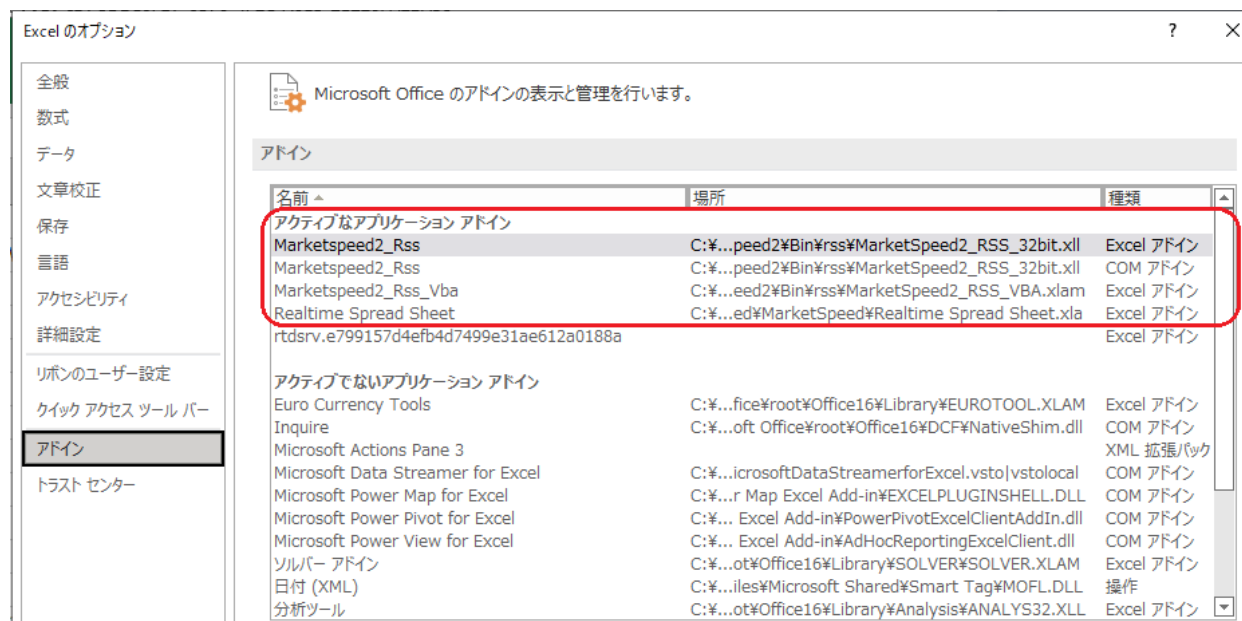 Excel のオプション
?
全般
数式
データ
文章校正
保存
言語
アクセシビリティ
詳細設定
リボンのユーザー設定
クイック アクセス ツール バー
アドイン
トラスト センター
Microsoft Office のアドインの表示と管理を行います。
アドイン
名前 場所 種類
アクティブなアプリケーション アドイン
Marketspeed2_Rss C:¥...peed2¥Bin¥rss¥MarketSpeed2_RSS_32bit.xll Excel アドイン
Marketspeed2_Rss C:¥...peed2¥Bin¥rss¥MarketSpeed2_RSS_32bit.xll COM アドイン
Marketspeed2_Rss_Vba C:¥...eed2¥Bin¥rss¥MarketSpeed2_RSS_VBA.xlam Excel アドイン
Realtime Spread Sheet C:¥...ed¥MarketSpeed¥Realtime Spread Sheet.xla Excel アドイン
rtdsrv.e799157d4efb4d7499e31ae612a0188a Excel アドイン
アクティブでないアプリケーション アドイン
Euro Currency Tools C:¥...fice¥root¥Office16¥Library¥EUROTOOL.XLAM Excel アドイン
Inquire C:¥...oft Office¥root¥Office16¥DCF¥NativeShim.dll COM アドイン
Microsoft Actions Pane 3 XML 拡張パック
Microsoft Data Streamer for Excel C:¥...icrosoftDataStreamerforExcel.vsto|vstolocal COM アドイン
Microsoft Power Map for Excel C:¥...r Map Excel Add-in¥EXCELPLUGINSHELL.DLL COM アドイン
Microsoft Power Pivot for Excel C:¥... Excel Add-in¥PowerPivotExcelClientAddIn.dll COM アドイン
Microsoft Power View for Excel C:¥... Excel Add-in¥AdHocReportingExcelClient.dll COM アドイン
ソルバー アドイン C:¥...ot¥Office16¥Library¥SOLVER¥SOLVER.XLAM Excel アドイン
日付 (XML) C:¥...iles¥Microsoft Shared¥Smart Tag¥MOFL.DLL 操作
分析ツール C:¥...ot¥Office16¥Library¥Analysis¥ANALYS32.XLL Excel アドイン